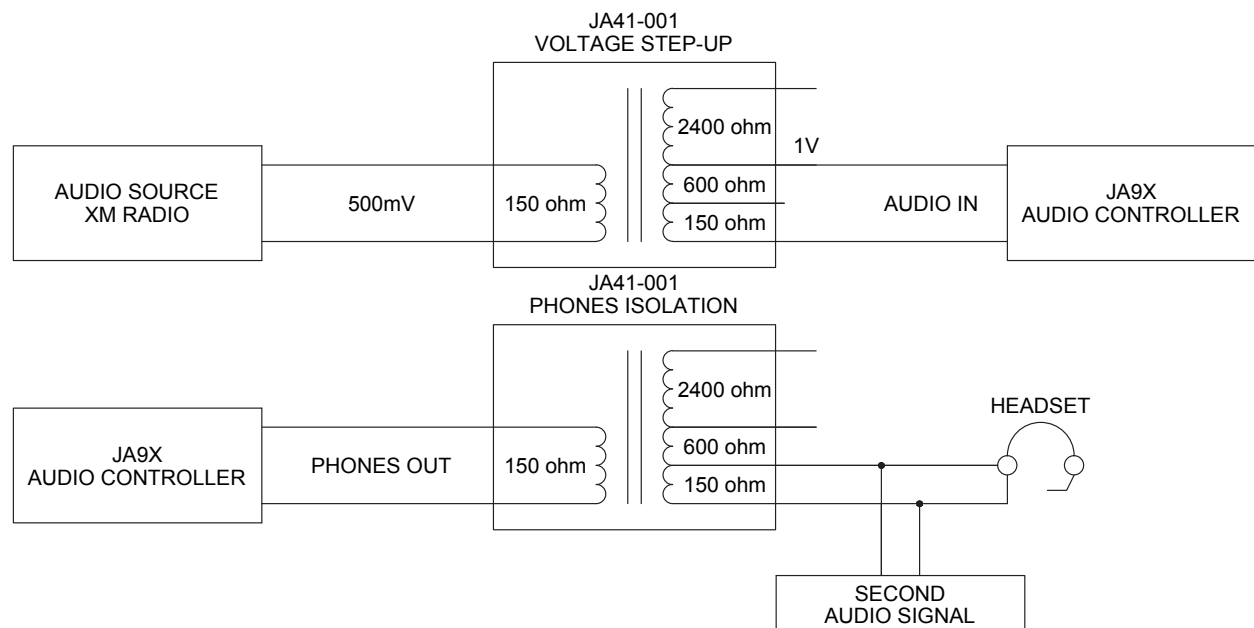 JA41-001
VOLTAGE STEP-UP
2400 ohm
1V
AUDIO SOURCE
XM RADIO
500mV
150 ohm
600 ohm
150 ohm
AUDIO IN
JA9X
AUDIO CONTROLLER
JA41-001
PHONES ISOLATION
2400 ohm
HEADSET
JA9X
AUDIO CONTROLLER
PHONES OUT
150 ohm
600 ohm
150 ohm
SECOND
AUDIO SIGNAL